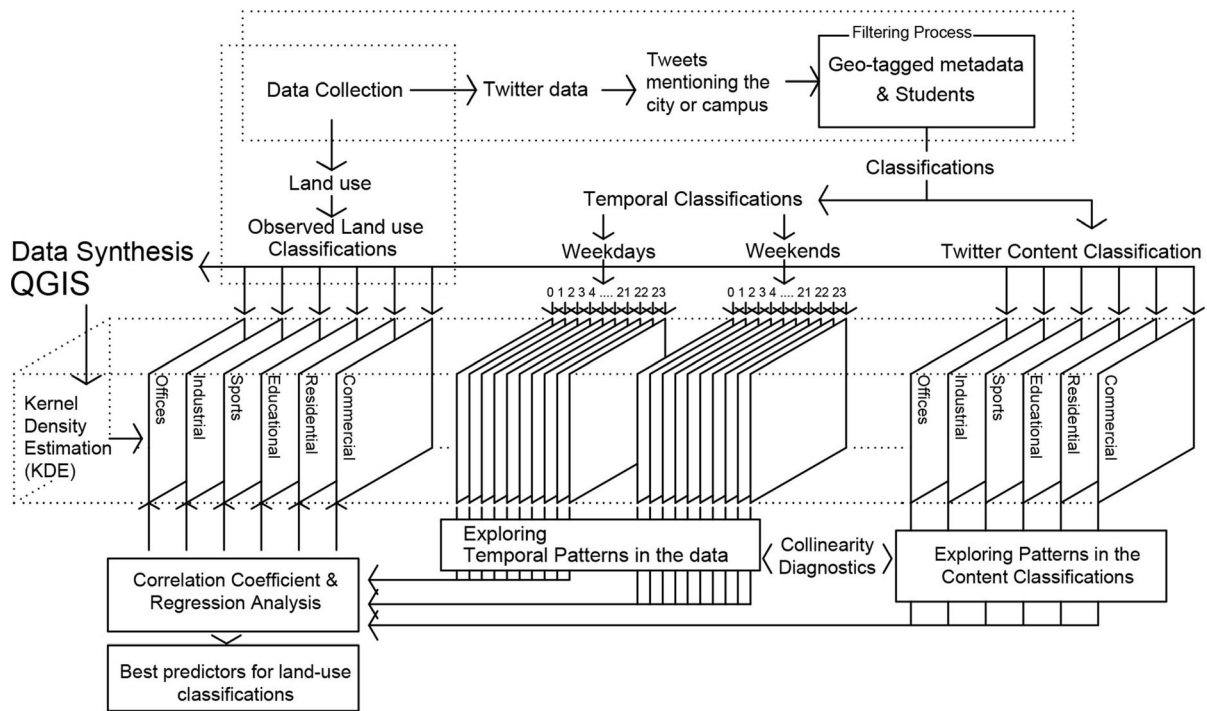 Filtering Process
Geo-tagged metadata
& Students
Data Collection
Twitter data
Tweets
mentioning the
city or campus
Classifications
Land use
Temporal Classifications
Observed Land use
Classifications
Weekdays
Weekends
Twitter Content Classification
Data Synthesis
QGIS
0 1 2 3 4 .... 21 22 23
0 1 2 3 4 .... 21 22 23
Kernel
Density
Estimation
(KDE)
Offices
Industrial
Sports
Educational
Residential
Commercial
Offices
Industrial
Sports
Educational
Residential
Commercial
Exploring
Temporal Patterns in the data
Collinearity
Diagnostics
Exploring Patterns in the
Content Classifications
Correlation Coefficient &
Regression Analysis
Best predictors for land-use
classifications